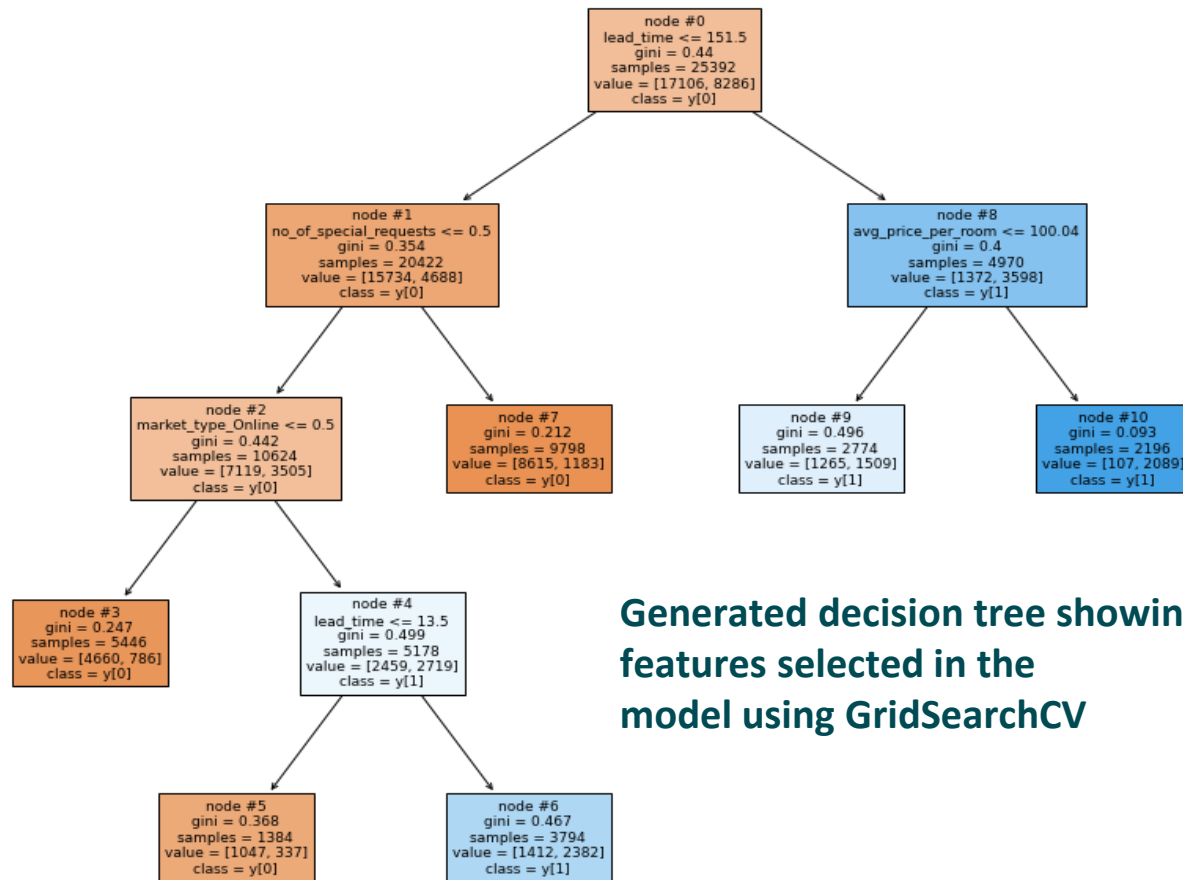 node #0
lead_time <= 151.5
gini = 0.44
samples = 25392
value = [17106, 8286]
class = y[0]
node #1
no_of_special_requests <= 0.5
gini = 0.354
samples = 20422
value = [15734, 4688]
class = y[0]
node #8
avg_price_per_room <= 100.04
gini = 0.4
samples = 4970
value = [1372, 3598]
class = y[1]
node #2
market_type_Online <= 0.5
gini = 0.442
samples = 10624
value = [7119, 3505]
class = y[0]
node #7
gini = 0.212
samples = 9798
value = [8615, 1183]
class = y[0]
node #9
gini = 0.496
samples = 2774
value = [1265, 1509]
class = y[1]
node #10
gini = 0.093
samples = 2196
value = [107, 2089]
class = y[1]
node #3
gini = 0.247
samples = 5446
value = [4660, 786]
class = y[0]
node #4
lead_time <= 13.5
gini = 0.499
samples = 5178
value = [2459, 2719]
class = y[1]
Generated decision tree showin
features selected in the
model using GridSearchCV
node #5
gini = 0.368
samples = 1384
value = [1047, 337]
class = y[0]
node #6
gini = 0.467
samples = 3794
value = [1412, 2382]
class = y[1]